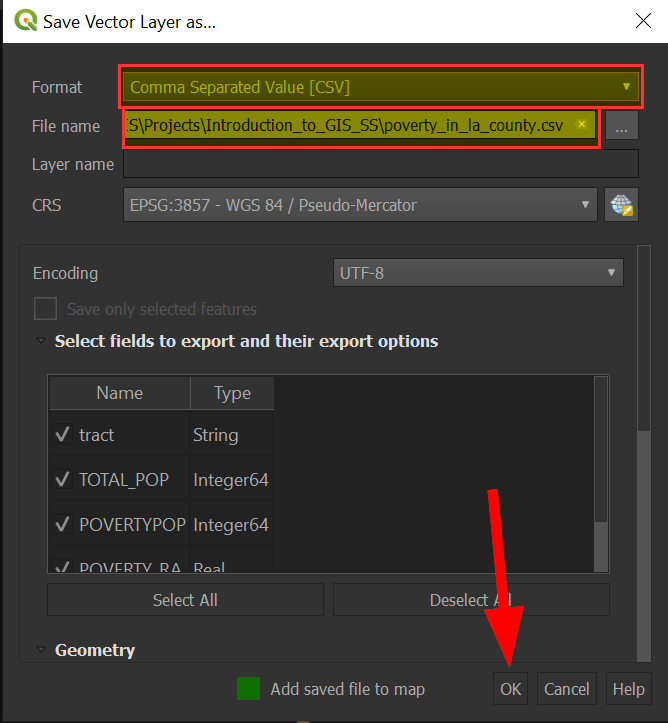 Save Vector Layer as...
Format Comma Separated Value [CSV]
File name IS\Projects\Introduction_to_GIS_SS\poverty_in_la_county.csv ...
Layer name
CRS EPSG:3857 - WGS 84 / Pseudo-Mercator
Encoding UTF-8
Save only selected features
Select fields to export and their export options
Name Type
tract String
TOTAL_POP Integer64
POVERTYPOP Integer64
POVERTY_RA Real
Select All Deselect All
Geometry
Add saved file to map OK Cancel Help